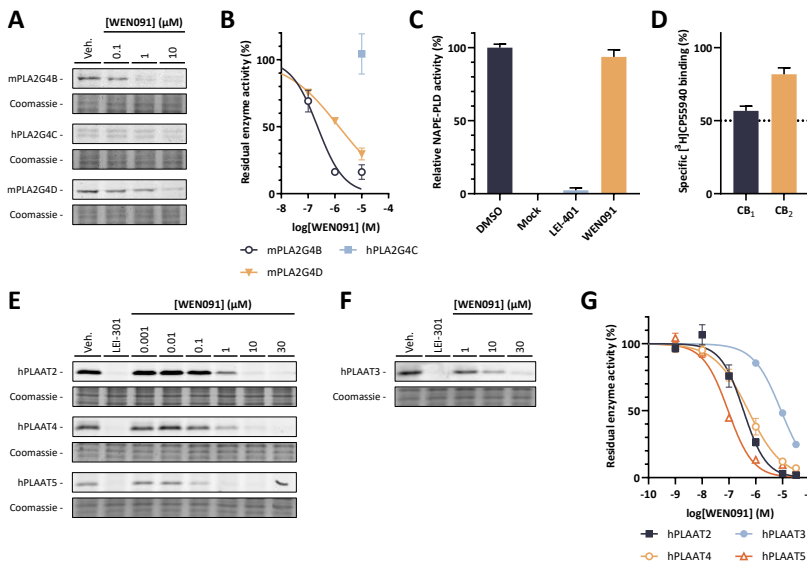 A
[WEN091] (μM)
Veh.
0.1
1
10
mPLA2G4B -
Coomassie -
hPLA2G4C -
Coomassie -
mPLA2G4D -
Coomassie -
B
Residual enzyme activity (%)
100
50
0
-8 -7 -6 -5 -4
log[WEN091] (M)
mPLA2G4B
hPLA2G4C
mPLA2G4D
C
Relative NAPE-PLD activity (%)
100
50
0
DMSO
Mock
LEI-401
WEN091
D
Specific [³H]CP55940 binding (%)
100
50
0
CB₁ CB₂
E
[WEN091] (μM)
Veh.
LEI-301
0.001
0.01
0.1
1
10
30
hPLAAT2 -
Coomassie -
hPLAAT4 -
Coomassie -
hPLAAT5 -
Coomassie -
F
[WEN091] (μM)
Veh.
LEI-301
1
10
30
hPLAAT3 -
Coomassie -
G
Residual enzyme activity (%)
100
50
0
-10 -9 -8 -7 -6 -5 -4
log[WEN091] (M)
hPLAAT2
hPLAAT3
hPLAAT4
hPLAAT5